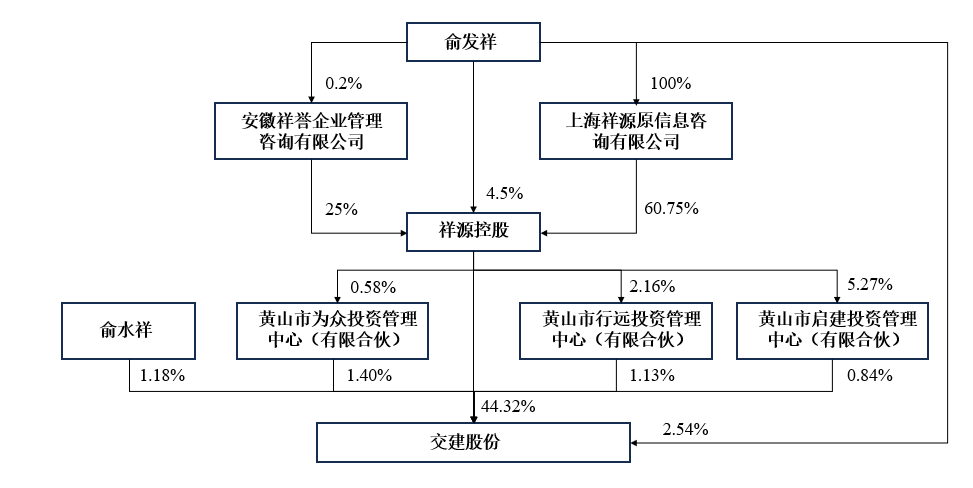 俞发祥
0.2%
100%
安徽祥誉企业管理
咨询有限公司
上海祥源原信息咨
询有限公司
4.5%
25%
60.75%
祥源控股
0.58%
2.16%
5.27%
俞水祥
黄山市为众投资管理
中心（有限合伙）
黄山市行远投资管理
中心（有限合伙）
黄山市启建投资管理
中心（有限合伙）
1.18%
1.40%
1.13%
0.84%
44.32%
2.54%
交建股份